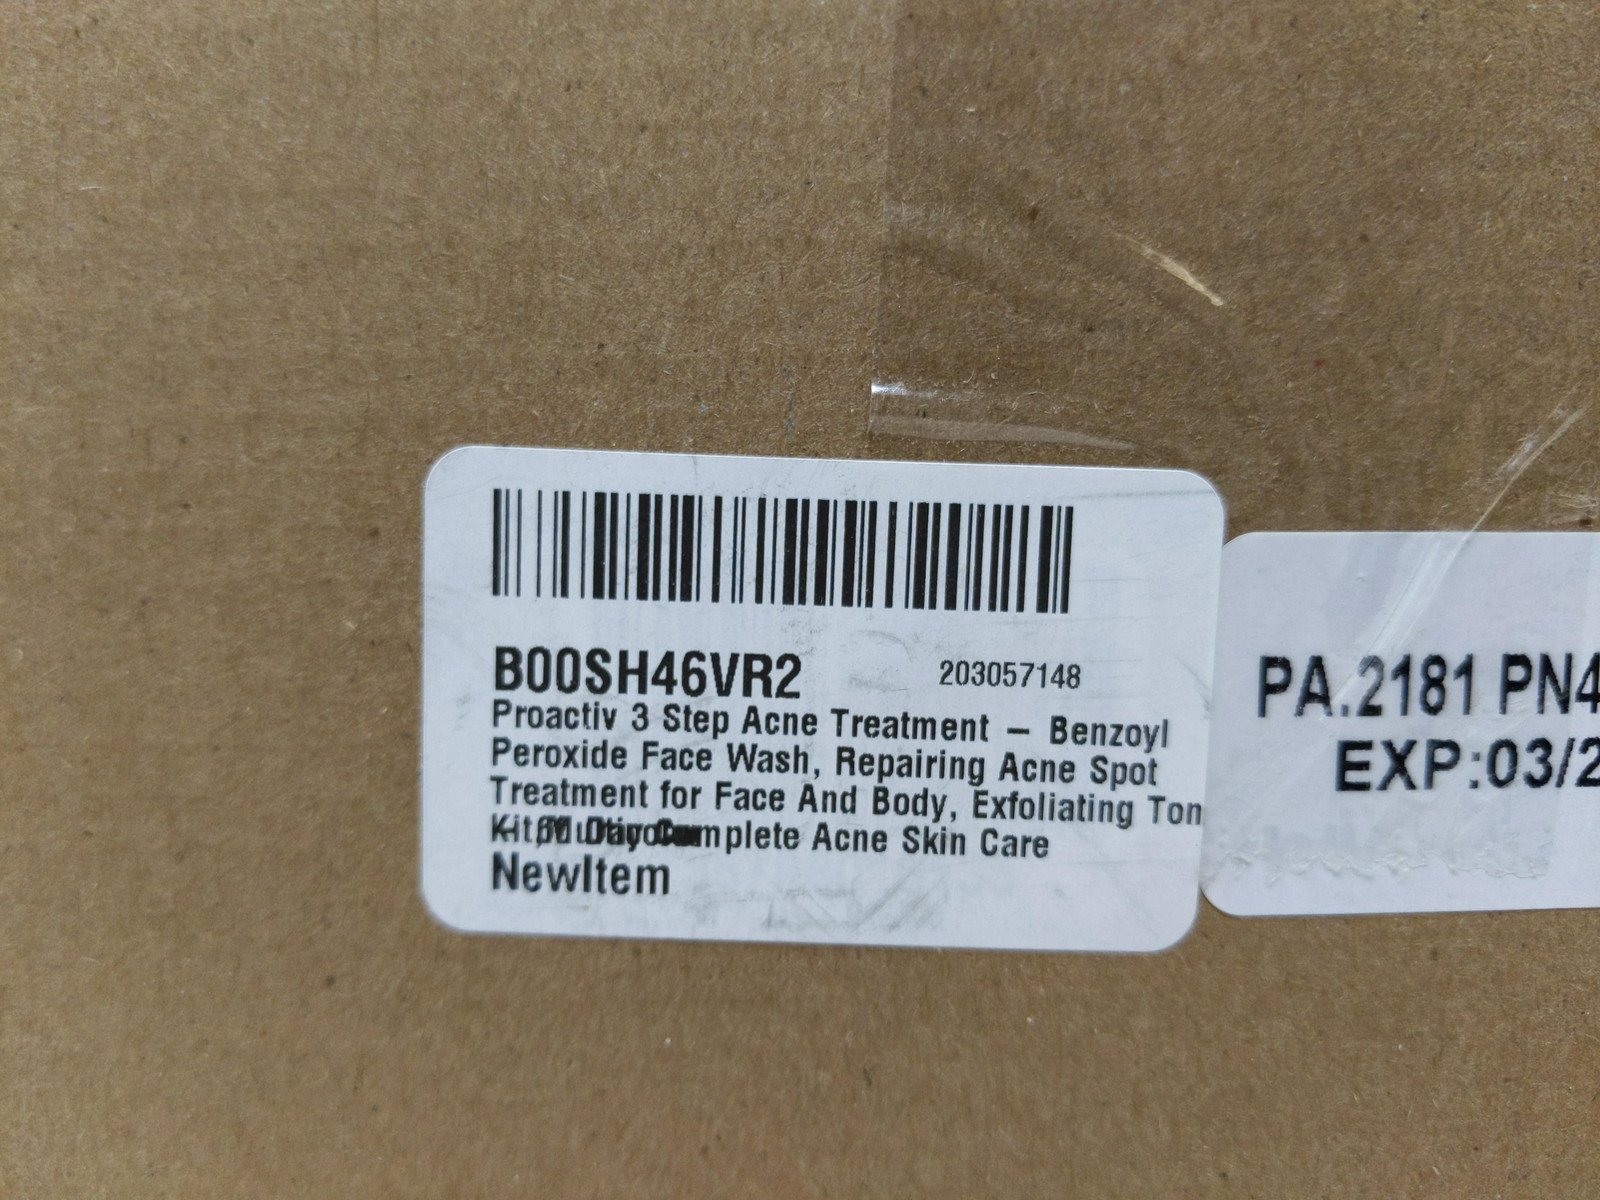 B00SH46VR2 203057148
Proactiv 3 Step Acne Treatment – Benzoyl
Peroxide Face Wash, Repairing Acne Spot
Treatment for Face And Body, Exfoliating Ton
Complete Acne Skin Care
NewItem
PA.2181 PN4
EXP:03/2